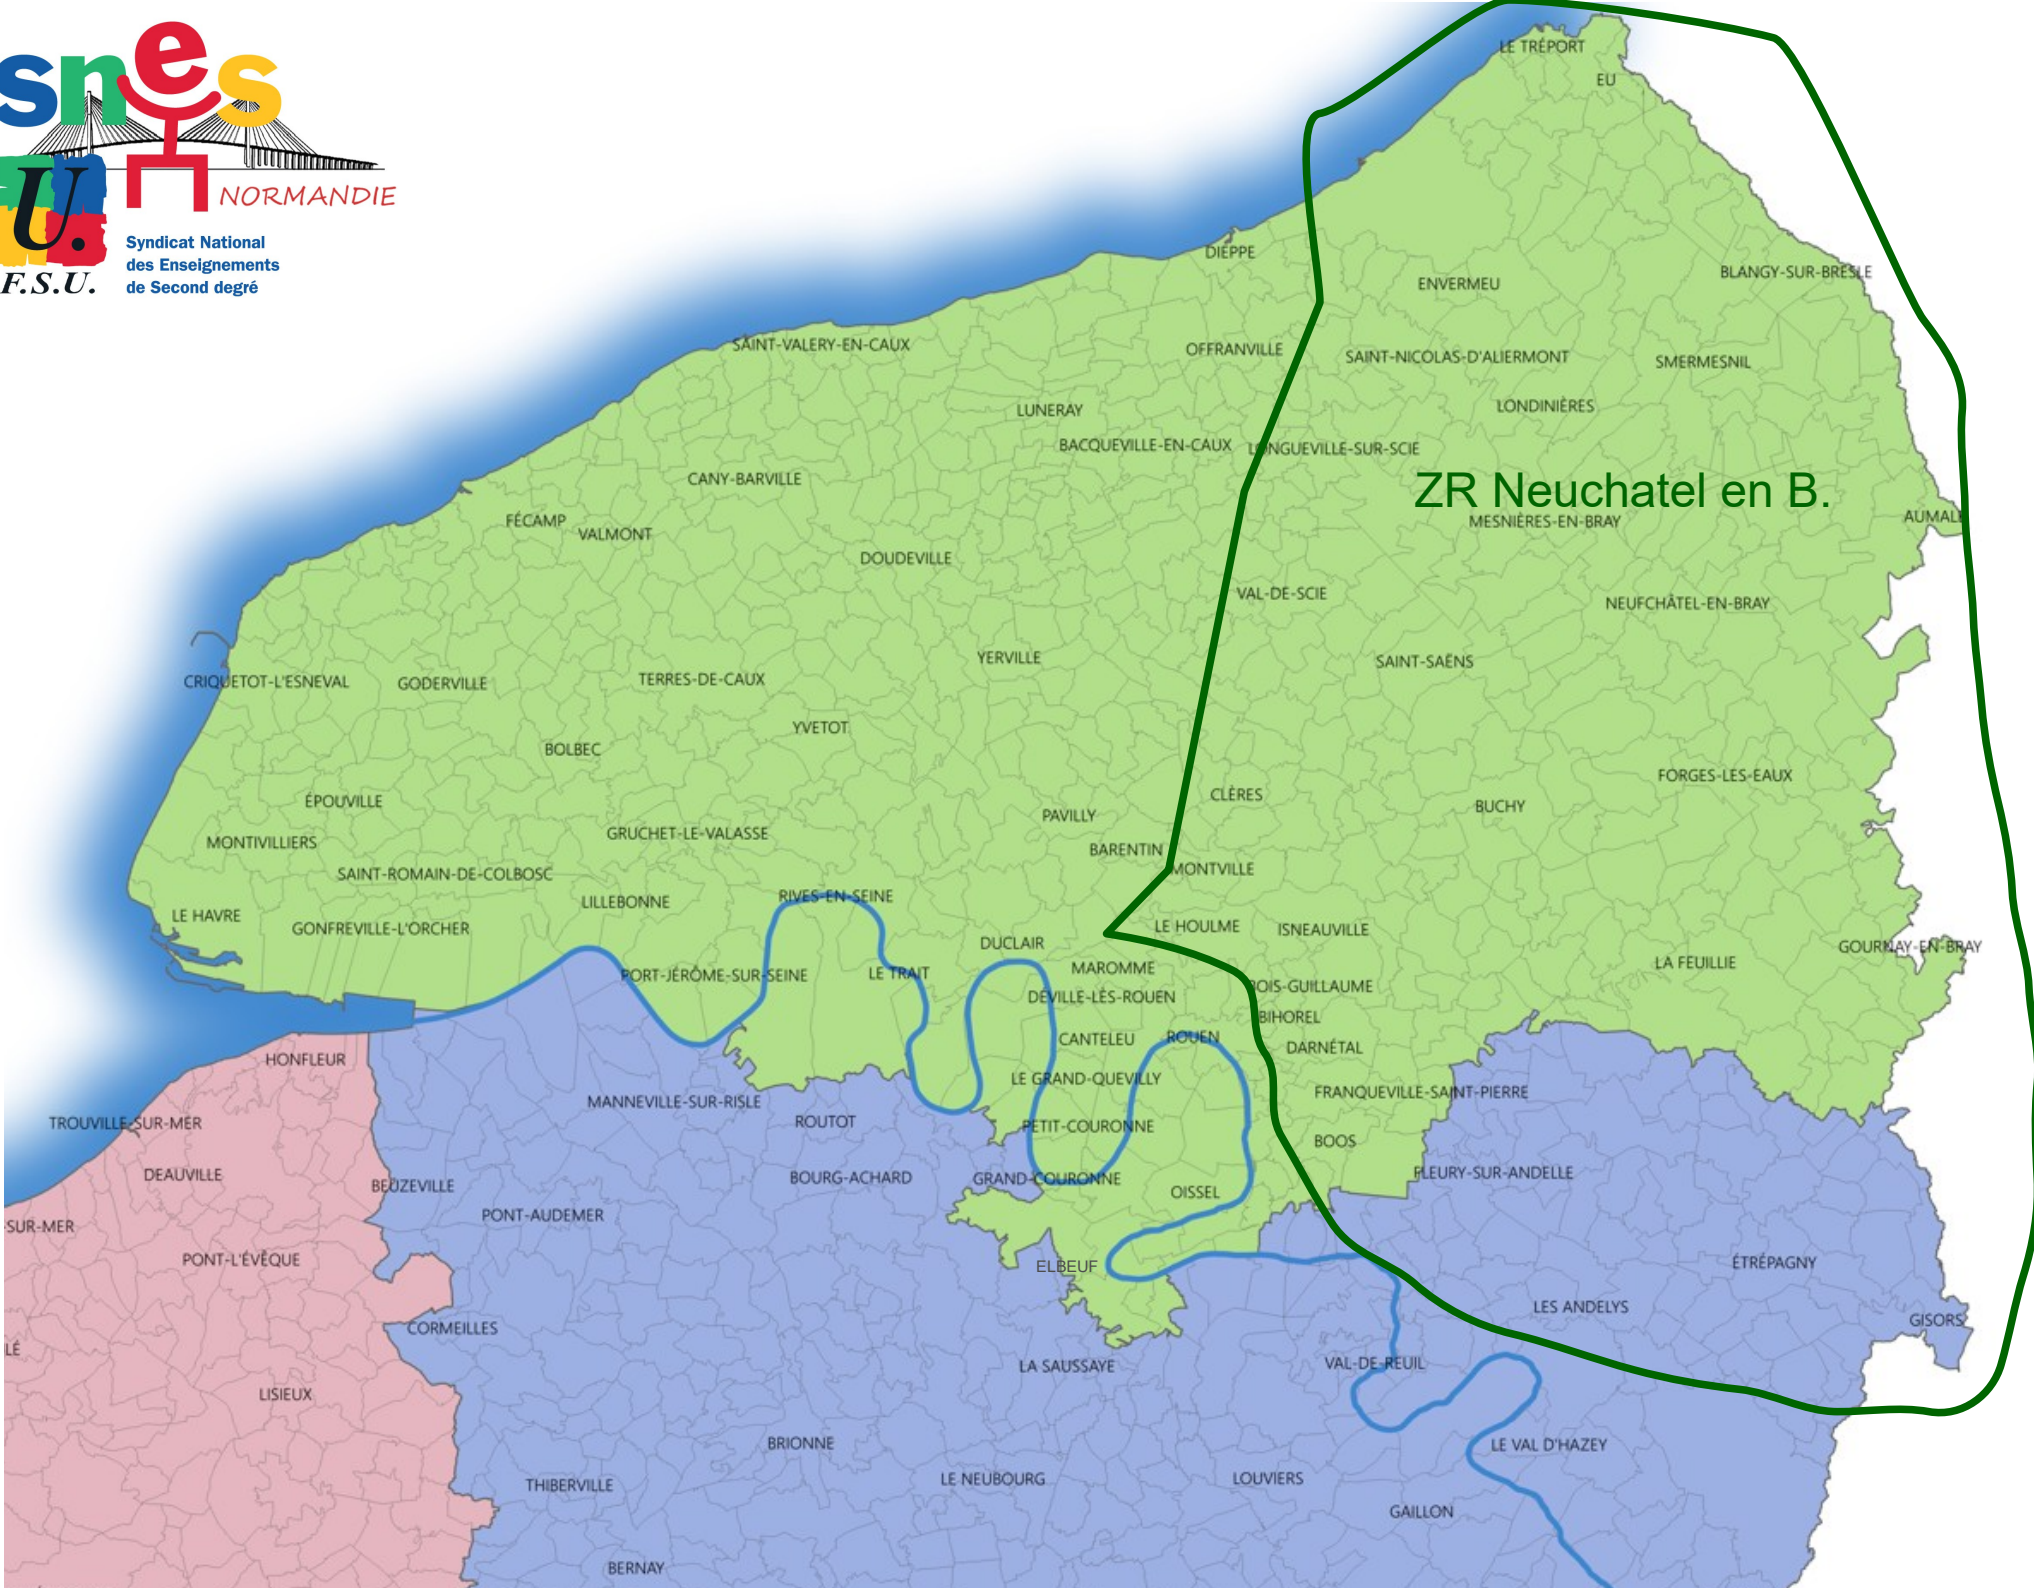 snes
NORMANDIE
U.
F.S.U.
Syndicat National
des Enseignements
de Second degré
LE TRÉPORT
EU
DIEPPE
BLANGY-SUR-BRESLE
ENVERMEU
SAINT-VALERY-EN-CAUX
OFFRANVILLE
SAINT-NICOLAS-D'ALIERMONT
SMERMESNIL
LUNERAY
LONDINIÈRES
BACQUEVILLE-EN-CAUX
LONGUEVILLE-SUR-SCIE
CANY-BARVILLE
ZR Neuchatel en B.
FÉCAMP
VALMONT
MESNIÈRES-EN-BRAY
AUMALE
DOUDEVILLE
VAL-DE-SCIE
NEUFCHÂTEL-EN-BRAY
YERVILLE
SAINT-SAËNS
CRIQUETOT-L'ESNEVAL
GODERVILLE
TERRES-DE-CAUX
YVETOT
BOLBEC
FORGES-LES-EAUX
ÉPOUVILLE
CLÈRES
BUCHY
PAVILLY
MONTIVILLIERS
GRUCHET-LE-VALASSE
BARENTIN
SAINT-ROMAIN-DE-COLBOSC
MONTVILLE
LILLEBONNE
RIVES-EN-SEINE
LE HAVRE
GONFREVILLE-L'ORCHER
LE HOULME
ISNEAUVILLE
DUCLAIR
GOURNAY-EN-BRAY
PORT-JÉRÔME-SUR-SEINE
LE TRAIT
MAROMME
LA FEUILLIE
DÉVILLE-LÈS-ROUEN
BOIS-GUILLAUME
BIHOREL
CANTELEU
ROUEN
DARNÉTAL
HONFLEUR
LE GRAND-QUEVILLY
FRANQUEVILLE-SAINT-PIERRE
MANNEVILLE-SUR-RISLE
TROUVILLE-SUR-MER
ROUTOT
PETIT-COURONNE
BOOS
DEAUVILLE
BEUZEVILLE
BOURG-ACHARD
GRAND-COURONNE
OISSEL
FLEURY-SUR-ANDELLE
-SUR-MER
PONT-AUDEMER
PONT-L'ÉVÊQUE
ELBEUF
ÉTRÉPAGNY
LES ANDELYS
GISORS
CORMEILLES
LÉ
LA SAUSSAYE
VAL-DE-REUIL
LISIEUX
BRIONNE
LE VAL D'HAZEY
THIBERVILLE
LE NEUBOURG
LOUVIERS
GAILLON
BERNAY